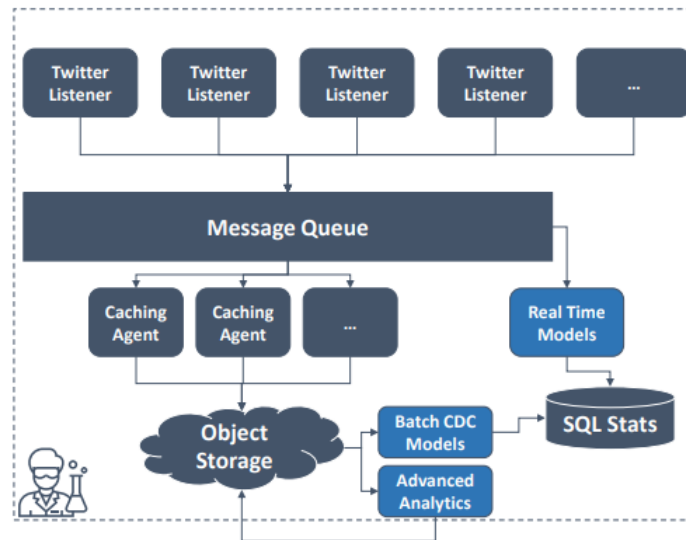 Twitter
Listener
Twitter
Listener
Twitter
Listener
Twitter
Listener
...
Message Queue
Caching
Agent
Caching
Agent
...
Real Time
Models
Object
Storage
Batch CDC
Models
SQL Stats
Advanced
Analytics